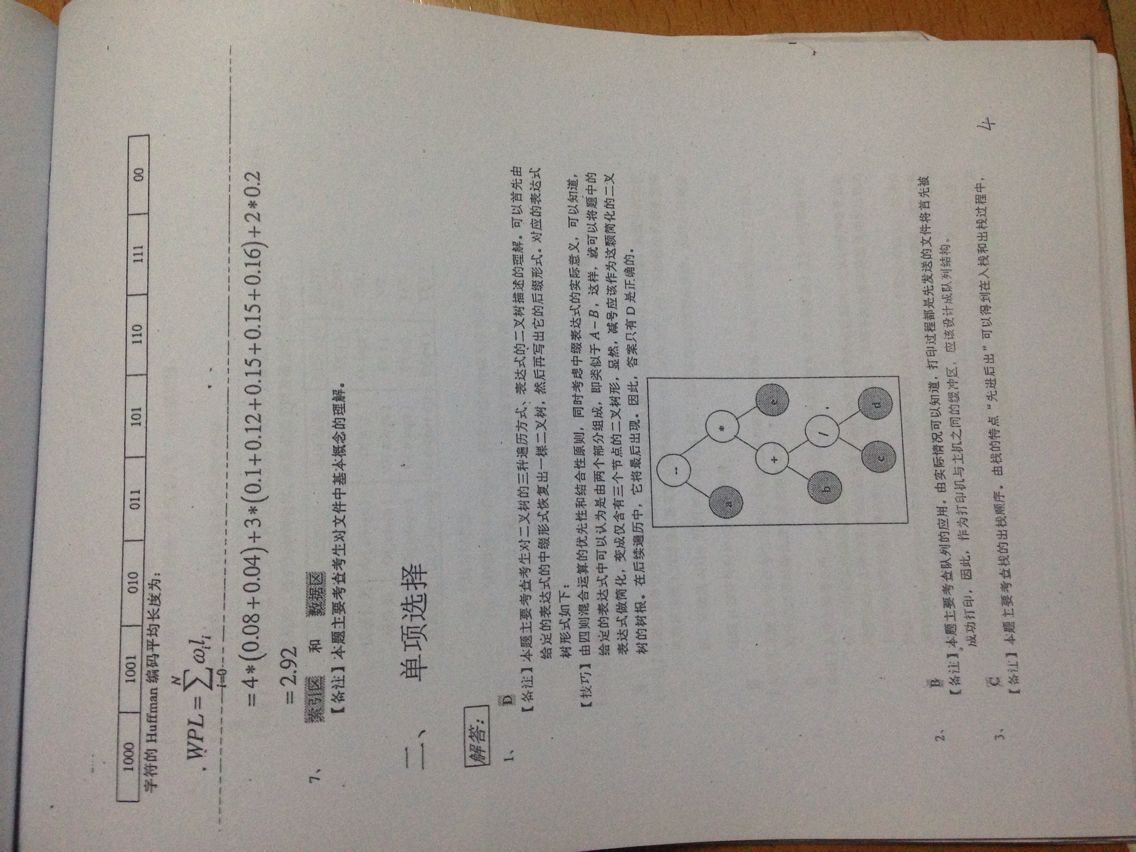 1000 1001 010 011 101 110 111 00
字符的 Huffman 编码平均长度为:
WPL = ∑ ω_i l_i
N
i=0
= 4*(0.08+0.04)+3*(0.1+0.12+0.15+0.15+0.16)+2*0.2
= 2.92
7、 索引区 和 数据区
【备注】本题主要考查考生对文件中基本概念的理解。
二、 单项选择
解答:
1、 D
【备注】本题主要考查考生对二叉树的三种遍历方式、表达式的二叉树描述的理解。可以首先由
给定的表达式的中缀形式恢复出一棵二叉树,然后再写出它的后缀形式。对应的表达式
树形式如下:
【技巧】由四则混合运算的优先性和结合性原则,同时考虑中缀表达式的实际意义,可以知道,
给定的表达式中可以认为是由两个部分组成,即类似于 A-B,这样,就可以将题中的
表达式做简化,变成仅含有三个节点的二叉树形,显然,减号应该作为这颗简化的二叉
树的树根。在后续遍历中,它将最后出现。因此,答案只有 D 是正确的。
--
a *
+ e
b /
c d
2、 B
【备注】本题主要考查队列的应用。由实际情况可以知道,打印过程都是先发送的文件将首先被
成功打印,因此,作为打印机与主机之间的缓冲区,应该设计成队列结构。
3、 C
【备注】本题主要考查栈的出栈顺序。由栈的特点“先进后出”可以得到在入栈和出栈过程中,
4